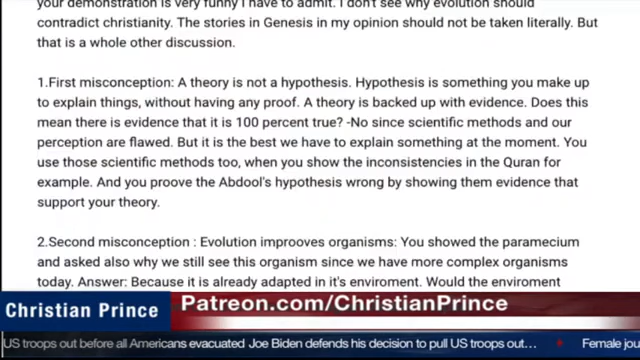 your demonstration is very funny I have to admit. I don't see why evolution should
contradict christianity. The stories in Genesis in my opinion should not be taken literally. But
that is a whole other discussion.
1.First misconception: A theory is not a hypothesis. Hypothesis is something you make up
to explain things, without having any proof. A theory is backed up with evidence. Does this
mean there is evidence that it is 100 percent true? -No since scientific methods and our
perception are flawed. But it is the best we have to explain something at the moment. You
use those scientific methods too, when you show the inconsistencies in the Quran for
example. And you proove the Abdool's hypothesis wrong by showing them evidence that
support your theory.
2.Second misconception : Evolution improoves organisms: You showed the paramecium
and asked also why we still see this organism since we have more complex organisms
today. Answer: Because it is already adapted in it's enviroment. Would the enviroment
Christian Prince
Patreon.com/ChristianPrince
US troops out before all Americans evacuated Joe Biden defends his decision to pull US troops out... Female jou